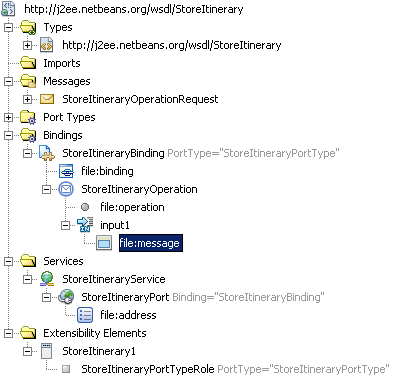 http://j2ee.netbeans.org/wsdl/StoreItinerary
Types
http://j2ee.netbeans.org/wsdl/StoreItinerary
Imports
Messages
StoreItineraryOperationRequest
Port Types
Bindings
StoreItineraryBinding PortType="StoreItineraryPortType"
file:binding
StoreItineraryOperation
file:operation
input1
file:message
Services
StoreItineraryService
StoreItineraryPort Binding="StoreItineraryBinding"
file:address
Extensibility Elements
StoreItinerary1
StoreItineraryPortTypeRole PortType="StoreItineraryPortType"